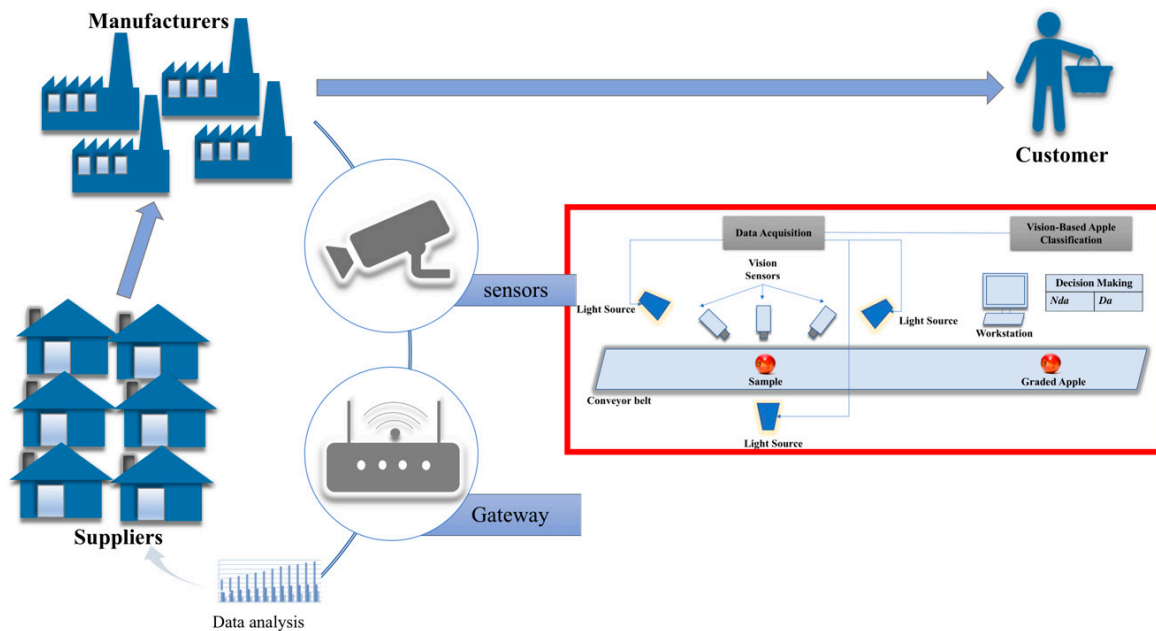 Manufacturers
Customer
sensors
Data Acquisition
Vision-Based Apple
Classification
Vision
Sensors
Light Source
Light Source
Decision Making
Nda Da
Workstation
Sample
Graded Apple
Conveyor belt
Light Source
Gateway
Suppliers
Data analysis